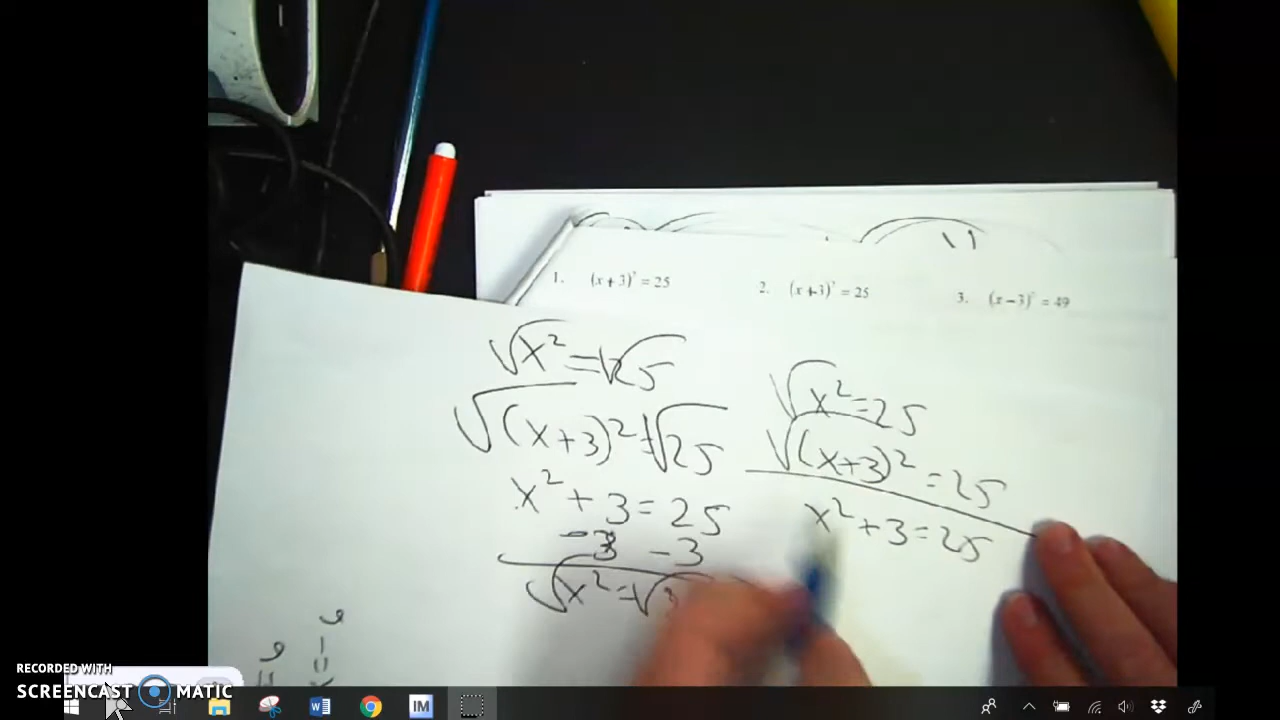 1. (x+3)² = 25
2. (x+3)² = 25
3. (x-3)² = 49
√x² = √25
√(x+3)² = √25
x² + 3 = 25
-3 -3
√x² = √
√x² = 25
√(x+3)² = 25
x² + 3 = 25
RECORDED WITH
SCREENCAST MATIC
IM